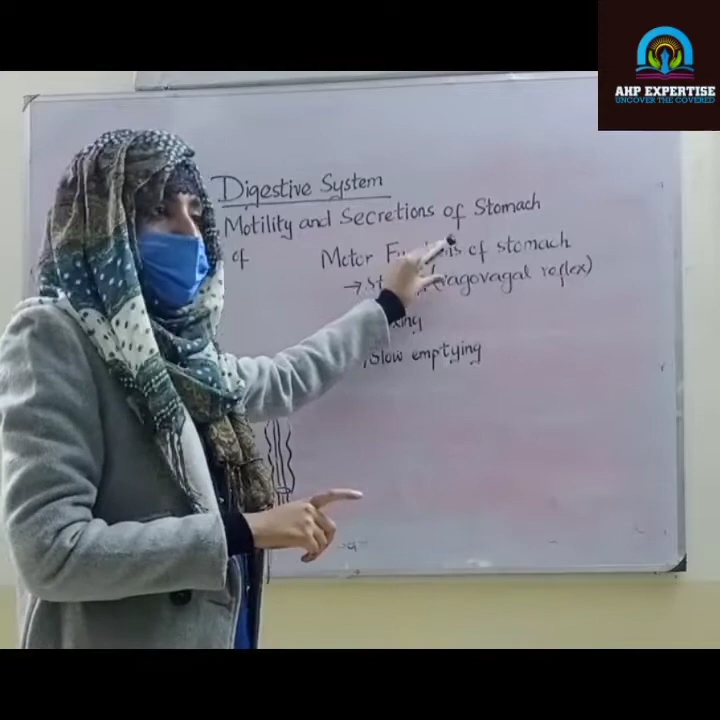 AHP EXPERTISE
UNCOVER THE COVERED
Digestive System
Motility and Secretions of Stomach
of
Motor of stomach
→ (vagovagal reflex)
Slow emptying